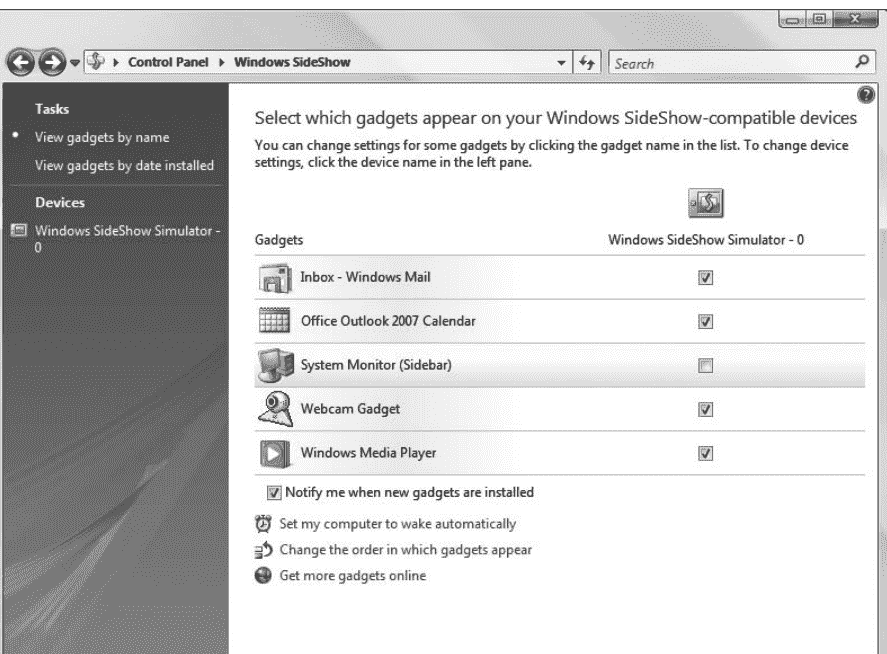 Control Panel
Windows SideShow
Search
Tasks
View gadgets by name
View gadgets by date installed
Devices
Windows SideShow Simulator -
0
Select which gadgets appear on your Windows SideShow-compatible devices
You can change settings for some gadgets by clicking the gadget name in the list. To change device
settings, click the device name in the left pane.
Gadgets
Windows SideShow Simulator - 0
Inbox - Windows Mail
Office Outlook 2007 Calendar
System Monitor (Sidebar)
Webcam Gadget
Windows Media Player
Notify me when new gadgets are installed
Set my computer to wake automatically
Change the order in which gadgets appear
Get more gadgets online